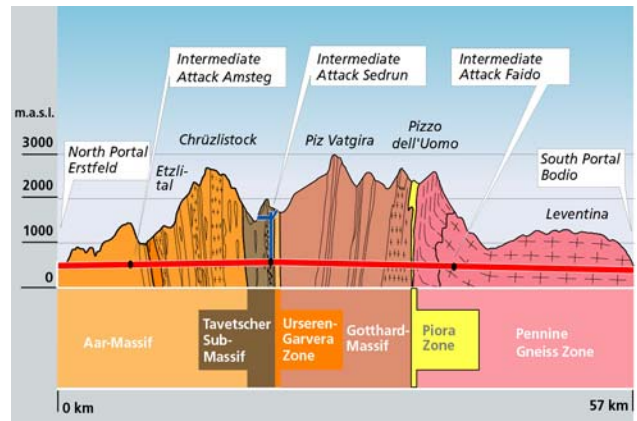 Intermediate
Attack Amsteg
Intermediate
Attack Sedrun
Intermediate
Attack Faido
m.a.s.l.
3000
2000
1000
0
North Portal
Erstfeld
Etzli-
tal
Chrüzlistock
Piz Vatgira
Pizzo
dell'Uomo
South Portal
Bodio
Leventina
Aar-Massif
Tavetscher
Sub-
Massif
Urseren-
Garvera
Zone
Gotthard-
Massif
Piora
Zone
Pennine
Gneiss Zone
0 km
57 km